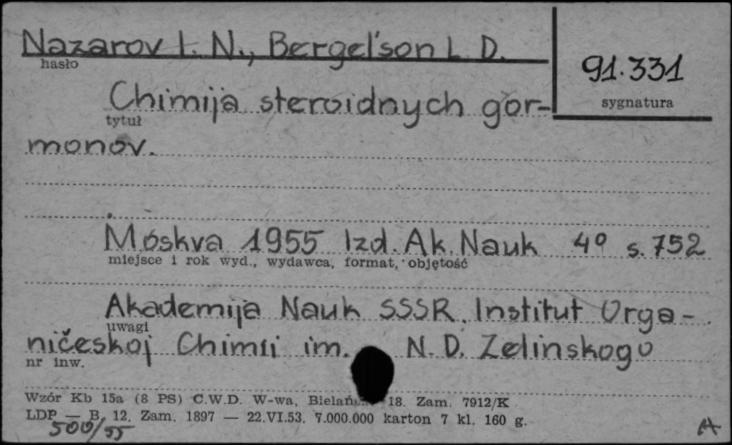 Nazarov I. N., Bergel'son L. D.
hasło
91.331
sygnatura
Chimija steroidnych gor-
tytuł
monov.
Moskva 1955 Izd. Ak. Nauk 4° s. 752
miejsce i rok wyd., wydawca, format, objętość
Akademija Nauk SSSR. Institut Orga-
uwagi
ničeskoj Chimii im. N. D. Zelinskogo
nr inw.
Wzór Kb 15a (8 PS) C.W.D. W-wa, 18. Zam. 7912/K
LDP — B. 12. Zam. 1897 — 22.VI.53. 7.000.000 karton 7 kl. 160 g.
500/55
A